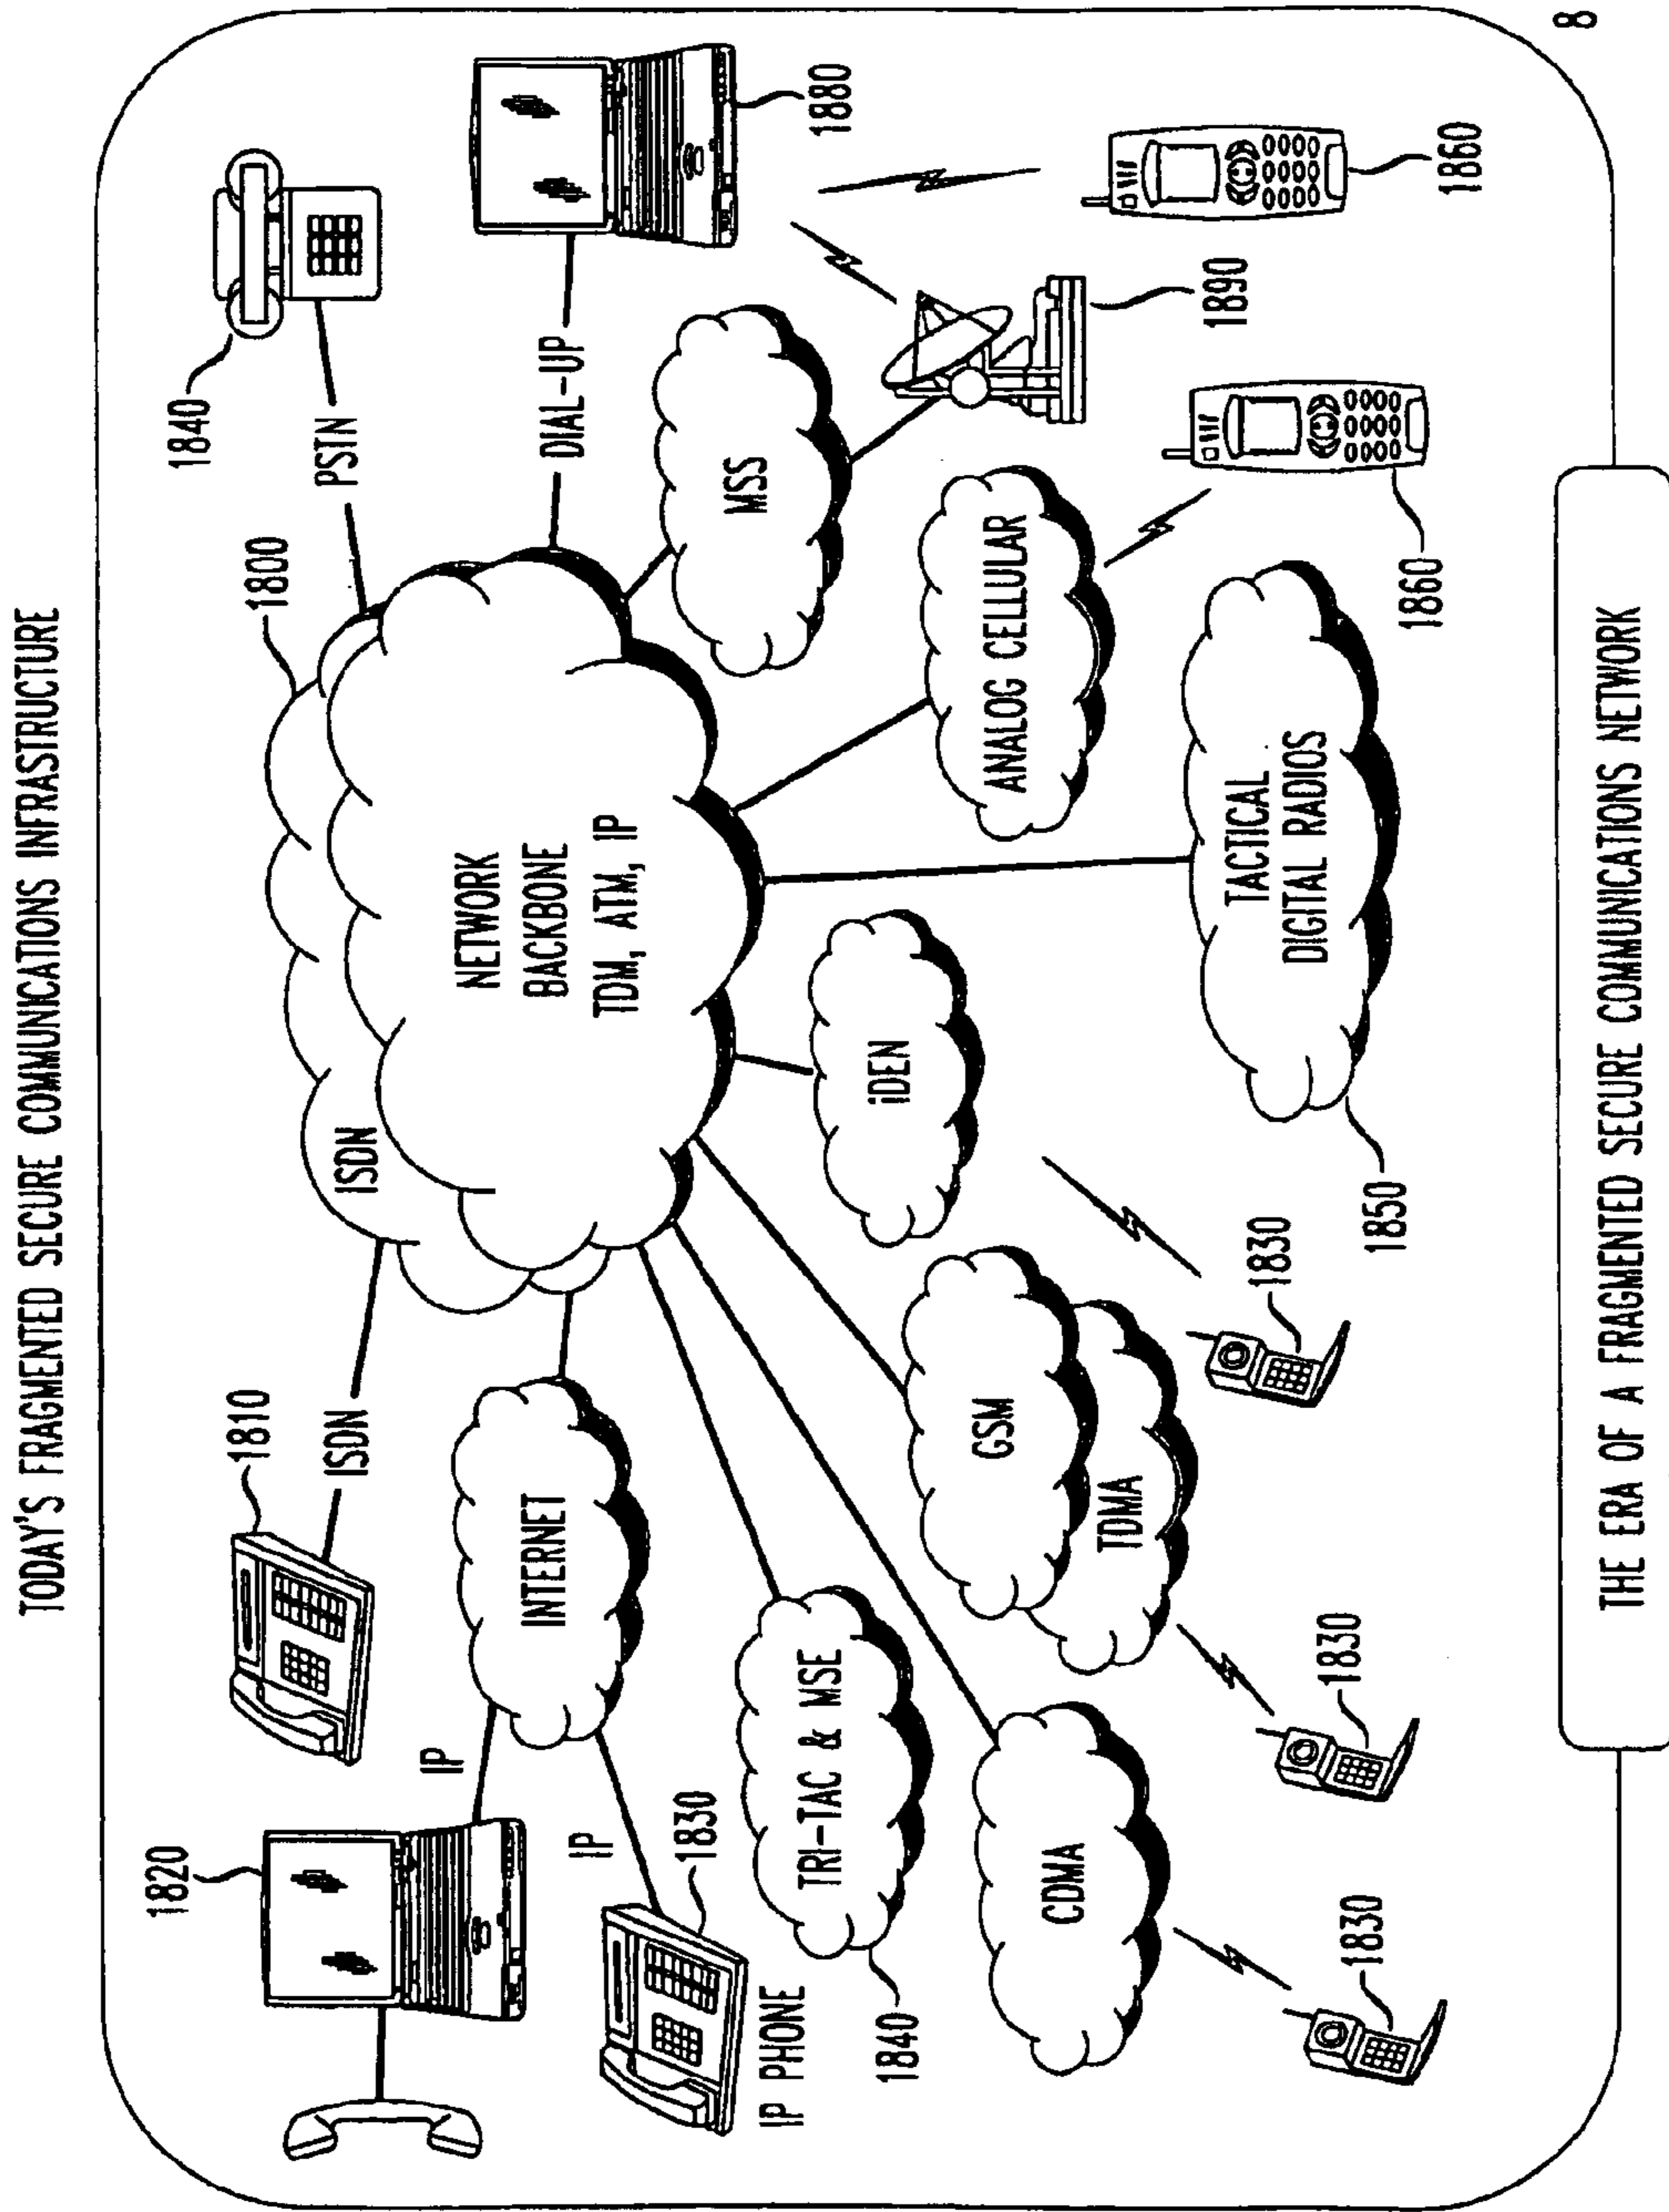 TODAY'S FRAGMENTED SECURE COMMUNICATIONS INFRASTRUCTURE
1820
1810
1800
1840
ISDN
PSTN
ISDN
IP
IP
INTERNET
NETWORK
BACKBONE
TDM, ATM, IP
DIAL-UP
1880
1830
IP PHONE
TRI-TAC & MSE
1840
MSS
iDEN
GSM
TDMA
CDMA
ANALOG CELLULAR
1890
1830
1830
1830
TACTICAL
DIGITAL RADIOS
1850
1860
1860
THE ERA OF A FRAGMENTED SECURE COMMUNICATIONS NETWORK
8